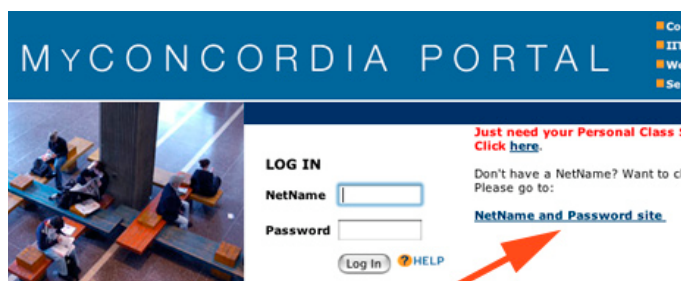 MYCONCORDIA PORTAL
Just need your Personal Class
Click here.
LOG IN
Don't have a NetName? Want to
Please go to:
NetName
NetName and Password site
Password
Log In
?HELP